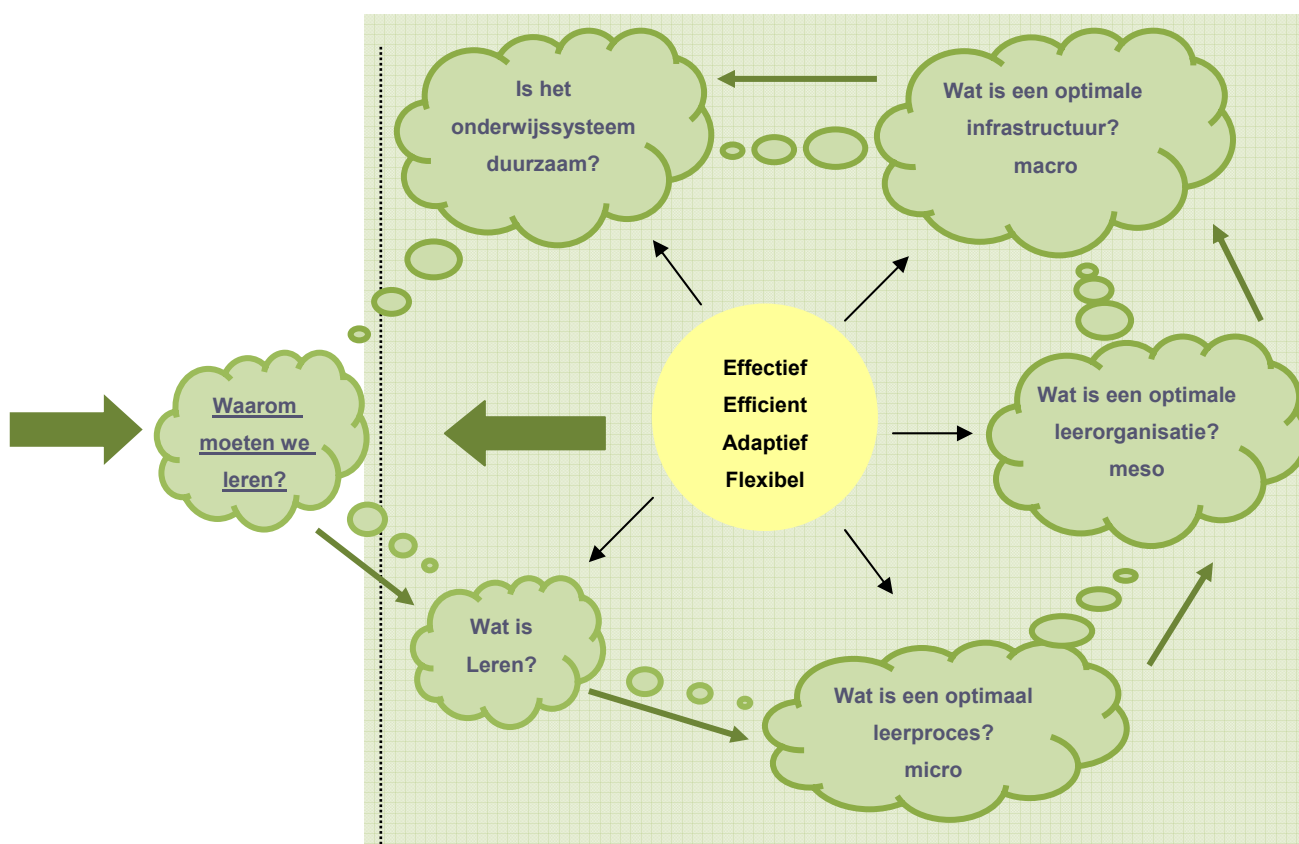 Is het
onderwijssysteem
duurzaam?
Wat is een optimale
infrastructuur?
macro
Waarom
moeten we
leren?
Effectief
Efficient
Adaptief
Flexibel
Wat is een optimale
leerorganisatie?
meso
Wat is
Leren?
Wat is een optimaal
leerproces?
micro